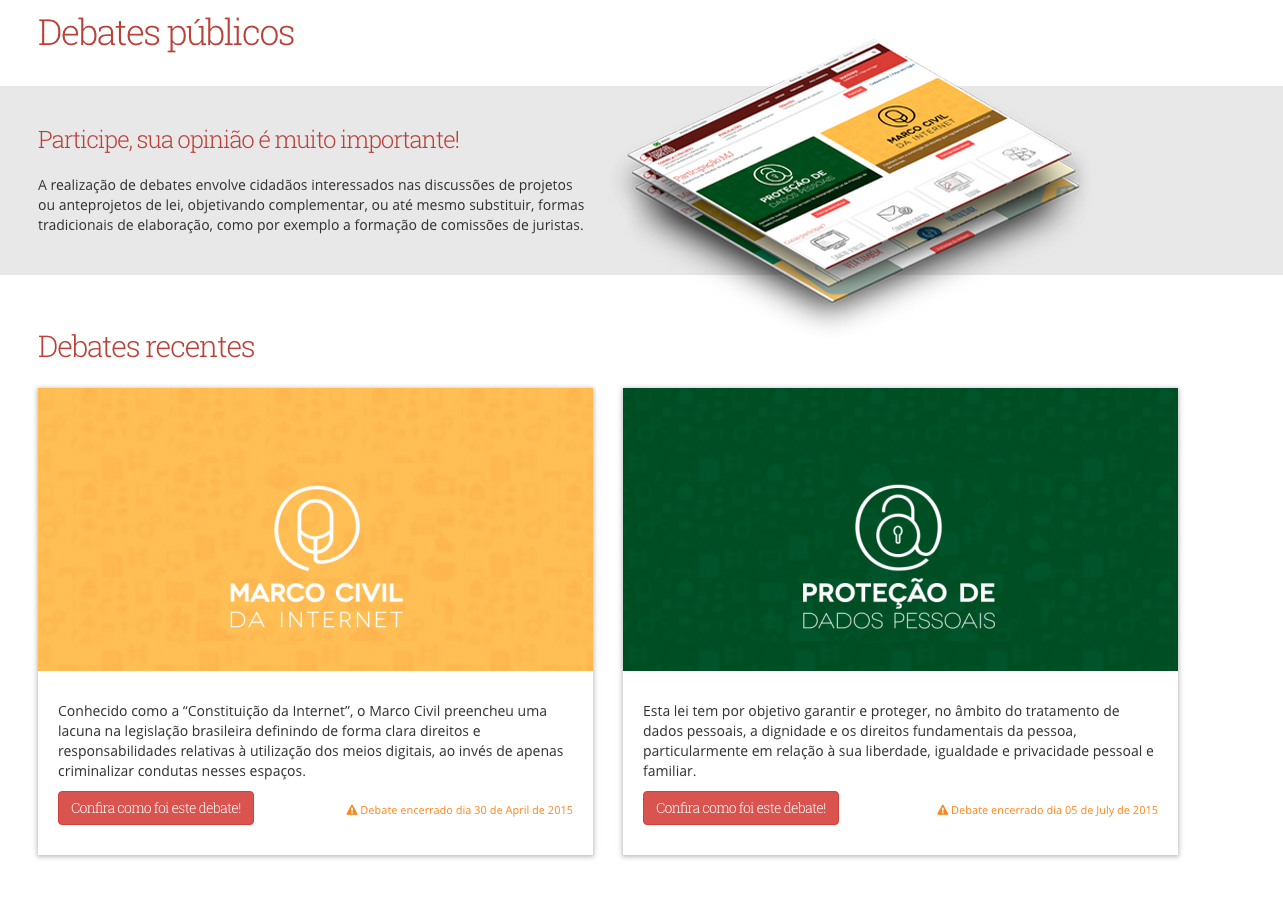 Debates públicos
Participe, sua opinião é muito importante!
A realização de debates envolve cidadãos interessados nas discussões de projetos
ou anteprojetos de lei, objetivando complementar, ou até mesmo substituir, formas
tradicionais de elaboração, como por exemplo a formação de comissões de juristas.
Participação MJ
MARCO CIVIL
DA INTERNET
PROTEÇÃO DE
DADOS PESSOAIS
Debates recentes
MARCO CIVIL
DA INTERNET
Conhecido como a “Constituição da Internet”, o Marco Civil preencheu uma
lacuna na legislação brasileira definindo de forma clara direitos e
responsabilidades relativas à utilização dos meios digitais, ao invés de apenas
criminalizar condutas nesses espaços.
Confira como foi este debate!
Debate encerrado dia 30 de April de 2015
PROTEÇÃO DE
DADOS PESSOAIS
Esta lei tem por objetivo garantir e proteger, no âmbito do tratamento de
dados pessoais, a dignidade e os direitos fundamentais da pessoa,
particularmente em relação à sua liberdade, igualdade e privacidade pessoal e
familiar.
Confira como foi este debate!
Debate encerrado dia 05 de July de 2015